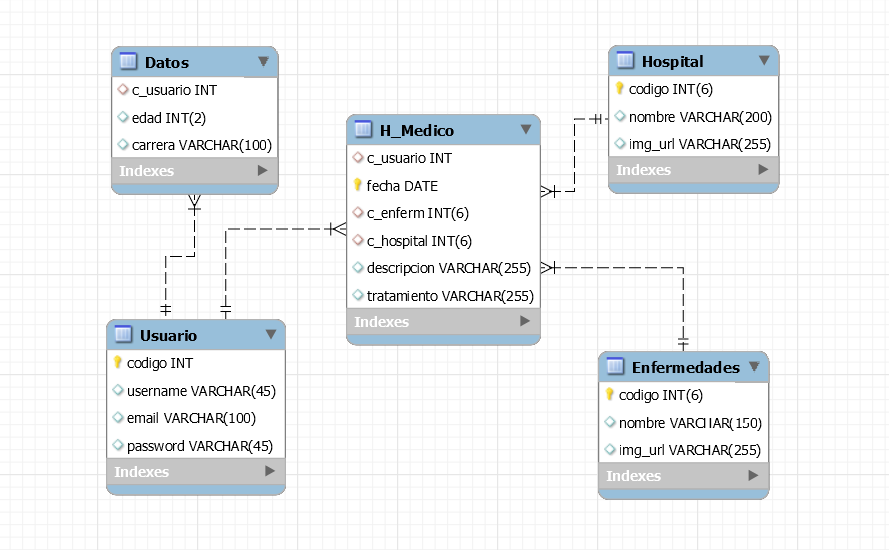 Datos
c_usuario INT
edad INT(2)
carrera VARCHAR(100)
Indexes
H_Medico
c_usuario INT
fecha DATE
c_enferm INT(6)
c_hospital INT(6)
descripcion VARCHAR(255)
tratamiento VARCHAR(255)
Indexes
Hospital
codigo INT(6)
nombre VARCHAR(200)
img_url VARCHAR(255)
Indexes
Usuario
codigo INT
username VARCHAR(45)
email VARCHAR(100)
password VARCHAR(45)
Indexes
Enfermedades
codigo INT(6)
nombre VARCHAR(150)
img_url VARCHAR(255)
Indexes